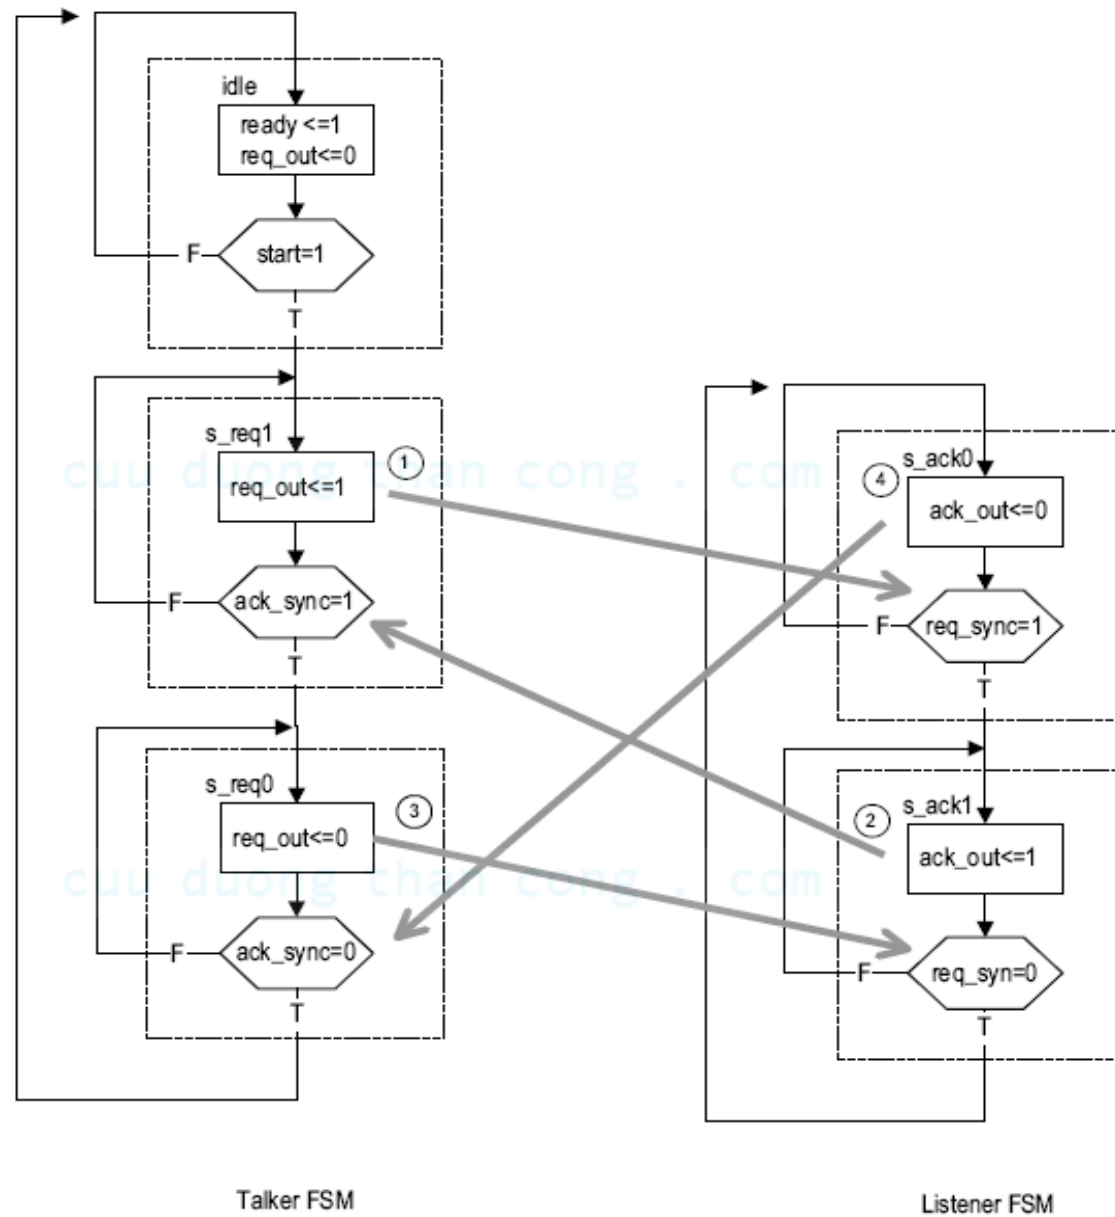 idle
ready <=1
req_out<=0
start=1
F
T
s_req1
1
req_out<=1
ack_sync=1
F
T
s_req0
3
req_out<=0
ack_sync=0
F
T
Talker FSM
s_ack0
4
ack_out<=0
req_sync=1
F
T
s_ack1
2
ack_out<=1
req_syn=0
F
T
Listener FSM
cuu duong than cong . com
cuu duong than cong . com